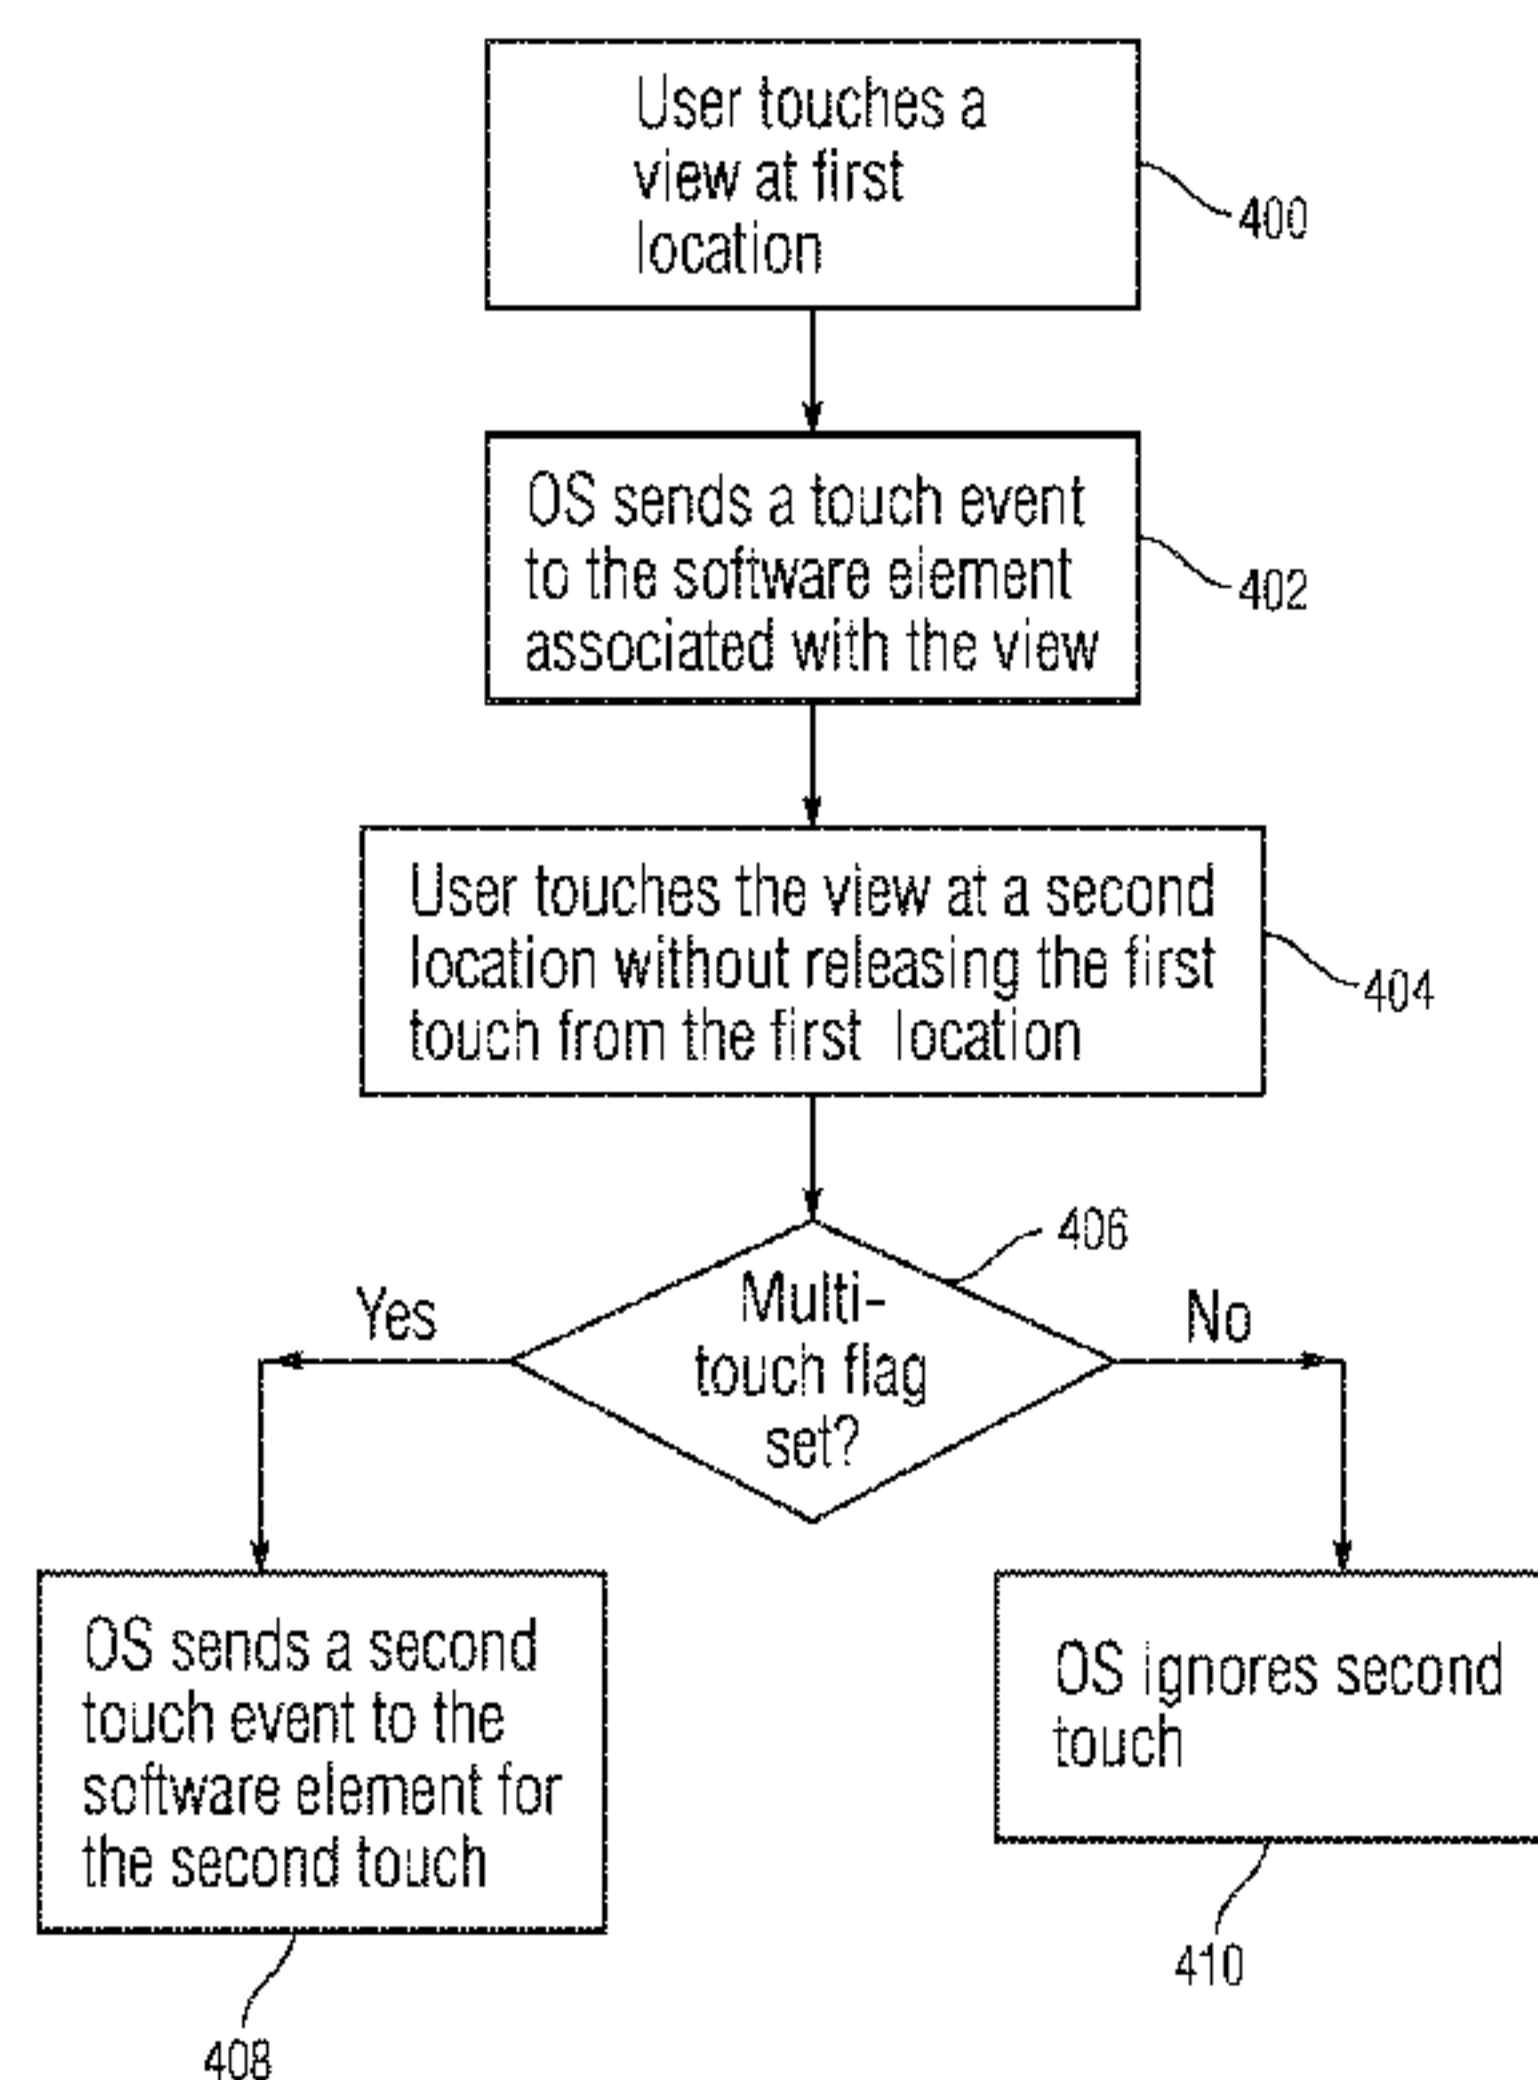 User touches a
view at first
location
400
OS sends a touch event
to the software element
associated with the view
402
User touches the view at a second
location without releasing the first
touch from the first location
404
406
Yes
Multi-
touch flag
set?
No
OS sends a second
touch event to the
software element for
the second touch
408
OS ignores second
touch
410